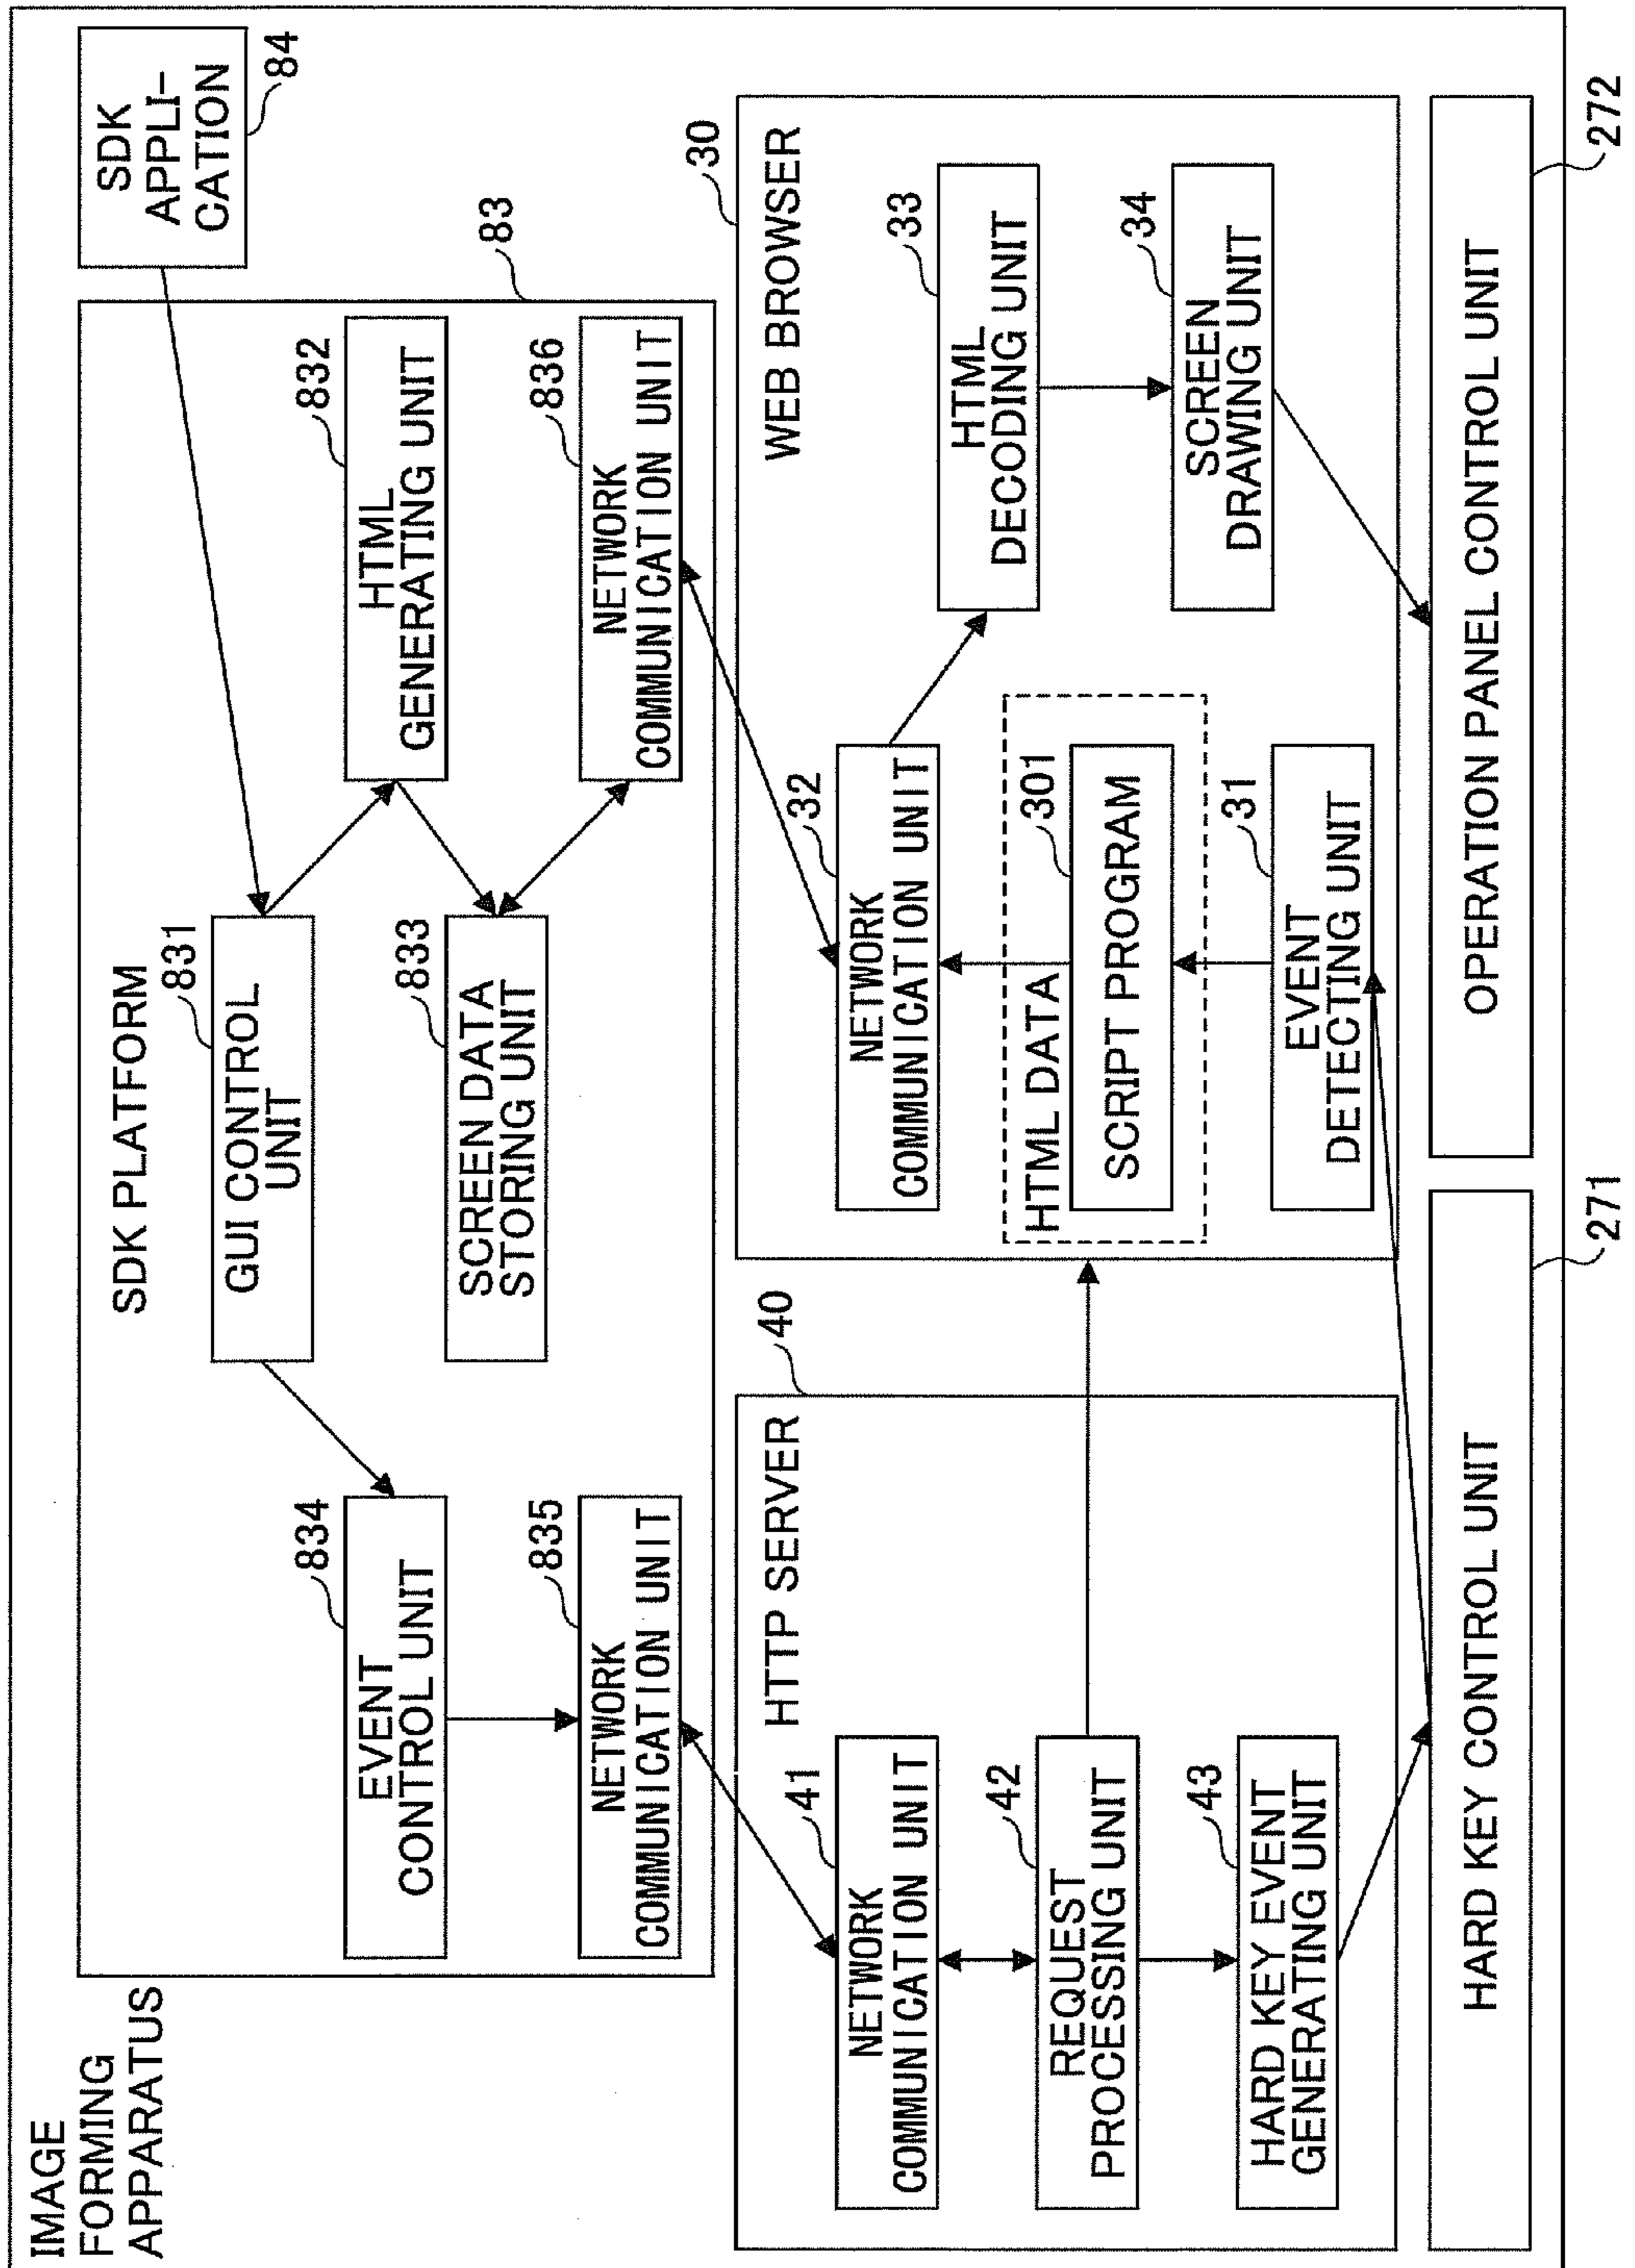 IMAGE
FORMING
APPARATUS
SDK PLATFORM
83
SDK
APPLI-
CATION
84
831
GUI CONTROL
UNIT
834
EVENT
CONTROL UNIT
832
HTML
GENERATING UNIT
833
SCREEN DATA
STORING UNIT
835
NETWORK
COMMUNICATION UNIT
836
NETWORK
COMMUNICATION UNIT
HTTP SERVER
40
41
NETWORK
COMMUNICATION UNIT
42
REQUEST
PROCESSING UNIT
43
HARD KEY EVENT
GENERATING UNIT
WEB BROWSER
30
32
NETWORK
COMMUNICATION UNIT
33
HTML
DECODING UNIT
HTML DATA
301
SCRIPT PROGRAM
34
SCREEN
DRAWING UNIT
31
EVENT
DETECTING UNIT
HARD KEY CONTROL UNIT
271
OPERATION PANEL CONTROL UNIT
272